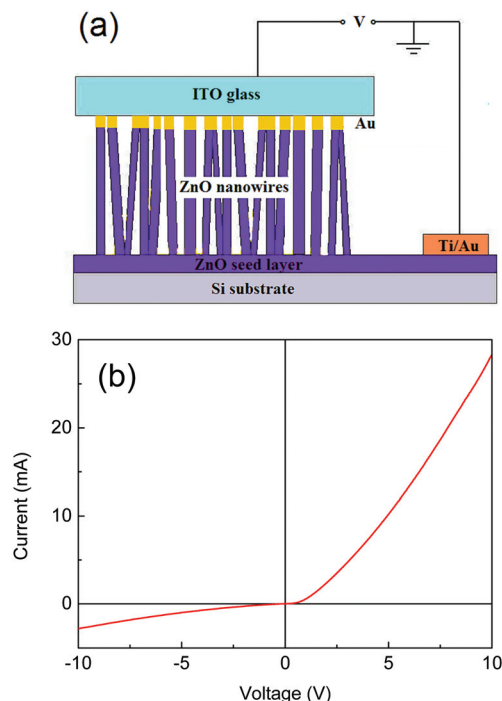 (a)
V
ITO glass
Au
ZnO nanowires
Ti/Au
ZnO seed layer
Si substrate
(b)
30
20
10
0
-10
-5
0
5
10
Current (mA)
Voltage (V)